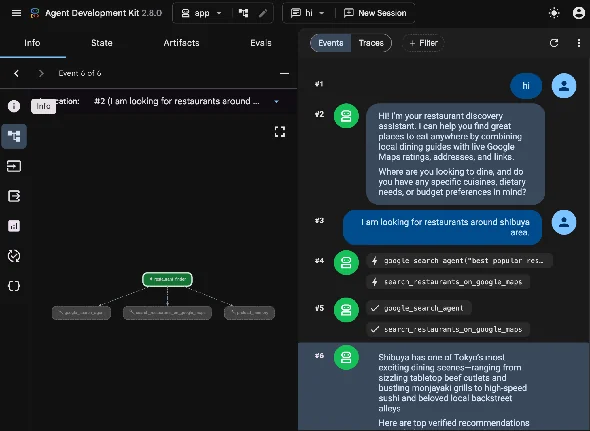 Agent Development Kit 2.8.0
app
hi
New Session
Info
State
Artifacts
Evals
Event 6 of 6
Info
cation: #2 (I am looking for restaurants around ...
google_search_agent
search_restaurants_on_google_maps
Events
Traces
Filter
#1
hi
#2
Hi! I'm your restaurant discovery
assistant. I can help you find great
places to eat anywhere by combining
local dining guides with live Google
Maps ratings, addresses, and links.
Where are you looking to dine, and do
you have any specific cuisines, dietary
needs, or budget preferences in mind?
#3
I am looking for restaurants around shibuya
area.
#4
google_search_agent("best popular res...
search_restaurants_on_google_maps
#5
google_search_agent
search_restaurants_on_google_maps
#6
Shibuya has one of Tokyo's most
exciting dining scenes—ranging from
sizzling tabletop beef cutlets and
bustling monjayaki grills to high-speed
sushi and beloved local backstreet
alleys
Here are top verified recommendations